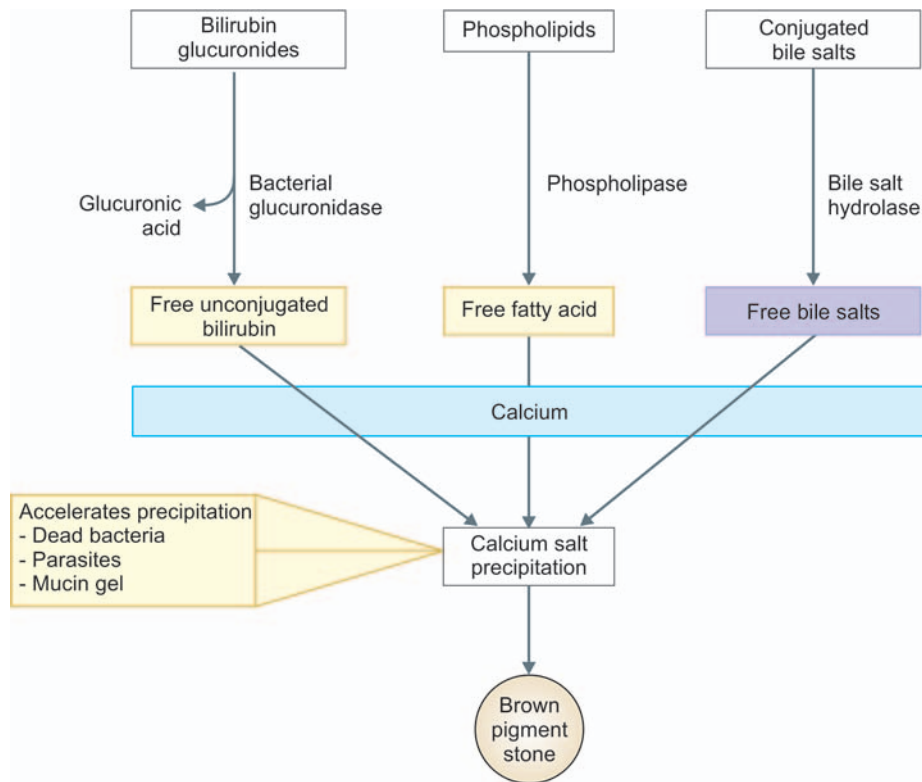 Bilirubin
glucuronides
Phospholipids
Conjugated
bile salts
Glucuronic
acid
Bacterial
glucuronidase
Phospholipase
Bile salt
hydrolase
Free unconjugated
bilirubin
Free fatty acid
Free bile salts
Calcium
Accelerates precipitation
- Dead bacteria
- Parasites
- Mucin gel
Calcium salt
precipitation
Brown
pigment
stone